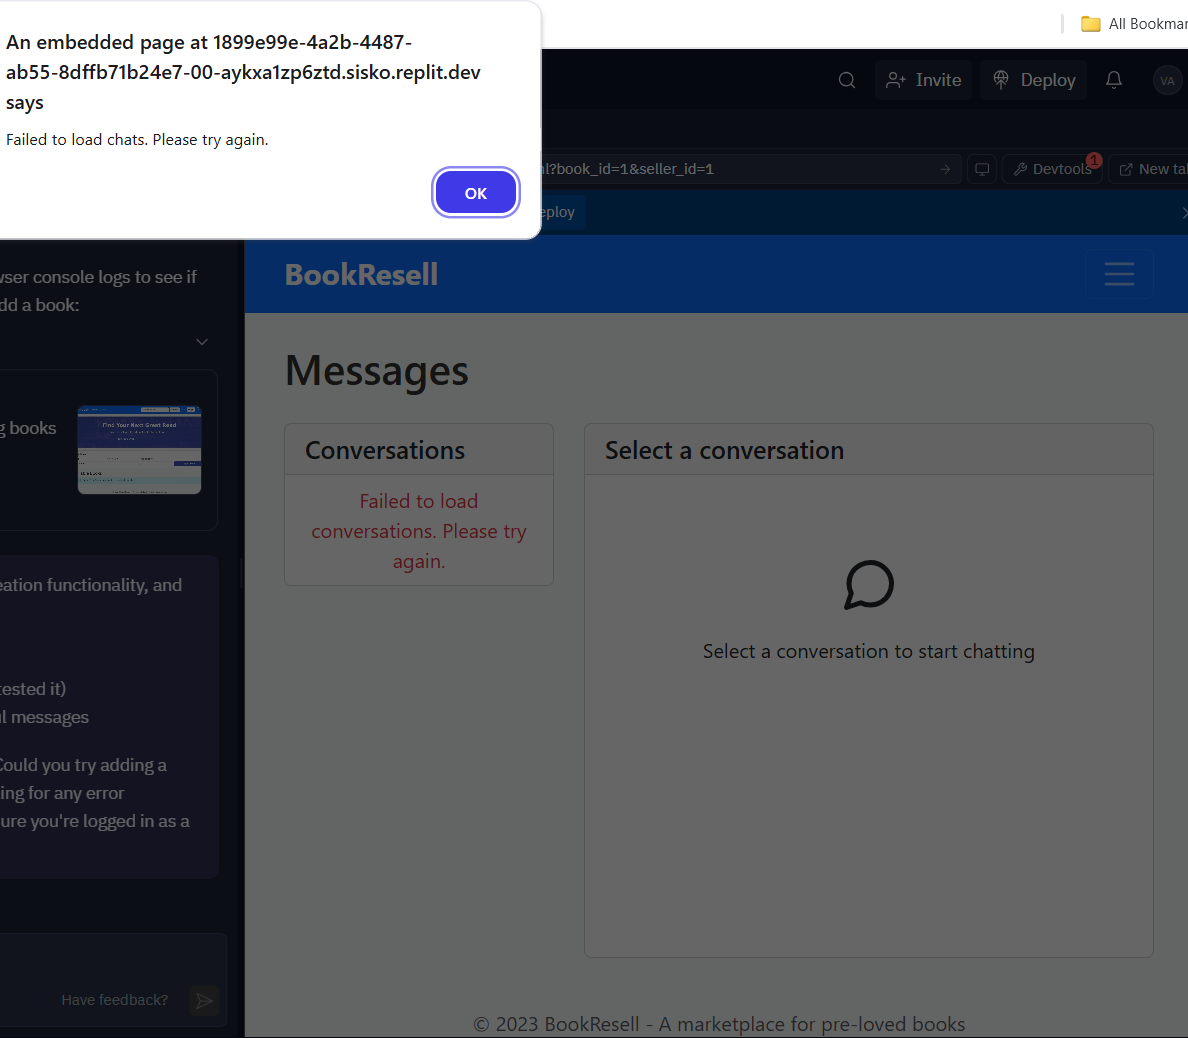 An embedded page at 1899e99e-4a2b-4487-
ab55-8dffb71b24e7-00-aykxa1zp6ztd.sisko.replit.dev
says
Failed to load chats. Please try again.
OK
All Bookmar
Invite
Deploy
VA
l?book_id=1&seller_id=1
Devtools
1
New tal
eploy
wser console logs to see if
dd a book:
g books
Find Your Next Great Read
eation functionality, and
tested it)
ul messages
Could you try adding a
ing for any error
ure you're logged in as a
Have feedback?
BookResell
Messages
Conversations
Failed to load
conversations. Please try
again.
Select a conversation
Select a conversation to start chatting
© 2023 BookResell - A marketplace for pre-loved books